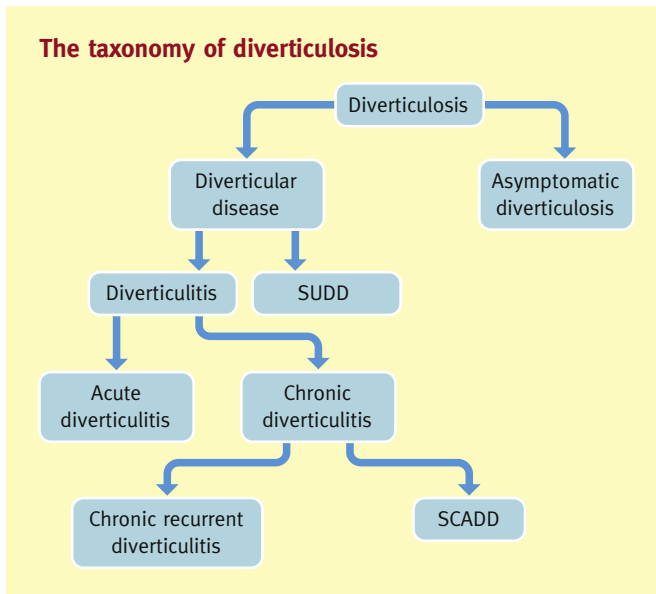 The taxonomy of diverticulosis
Diverticulosis
Diverticular
disease
Asymptomatic
diverticulosis
Diverticulitis
SUDD
Acute
diverticulitis
Chronic
diverticulitis
Chronic recurrent
diverticulitis
SCADD